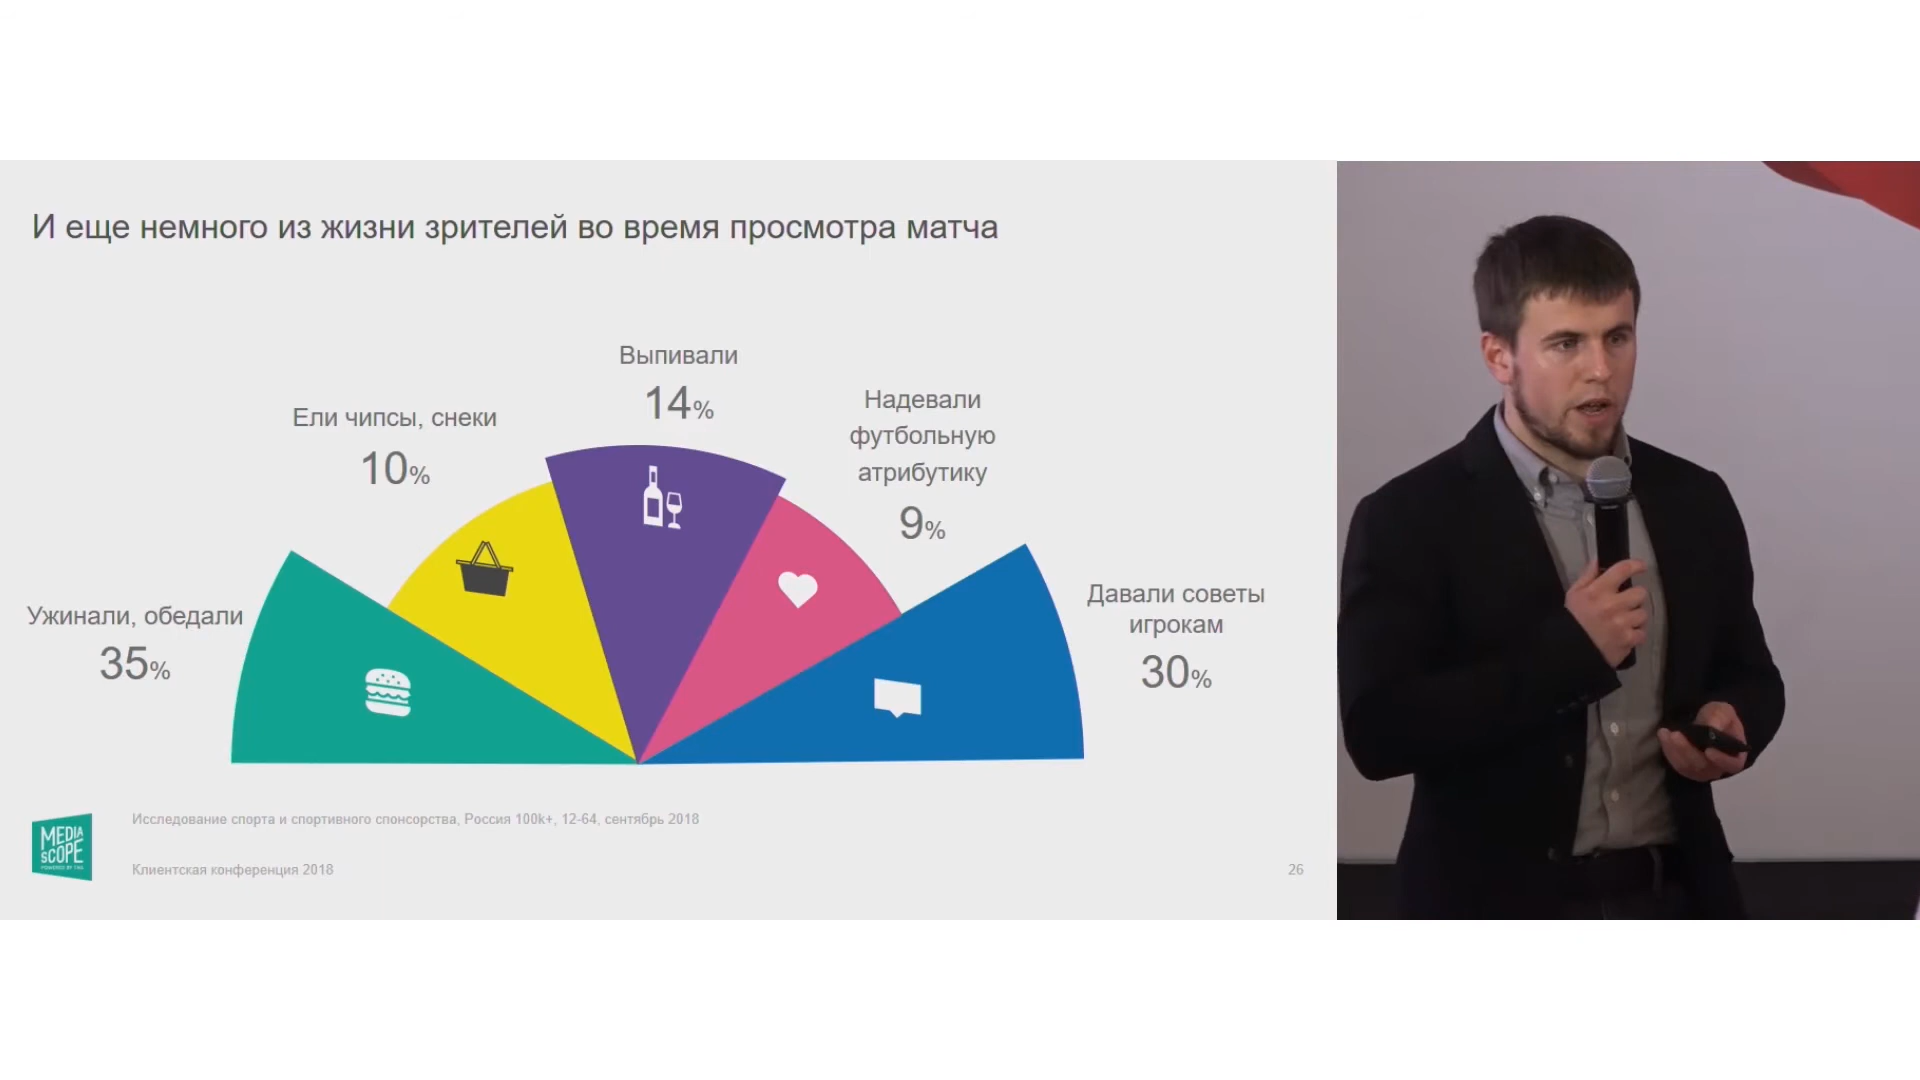 И еще немного из жизни зрителей во время просмотра матча
Выпивали
14%
Ели чипсы, снеки
10%
Надевали
футбольную
атрибутику
9%
Ужинали, обедали
35%
Давали советы
игрокам
30%
MEDIA
SCOPE
Исследование спорта и спортивного спонсорства, Россия 100k+, 12-64, сентябрь 2018
Клиентская конференция 2018
26